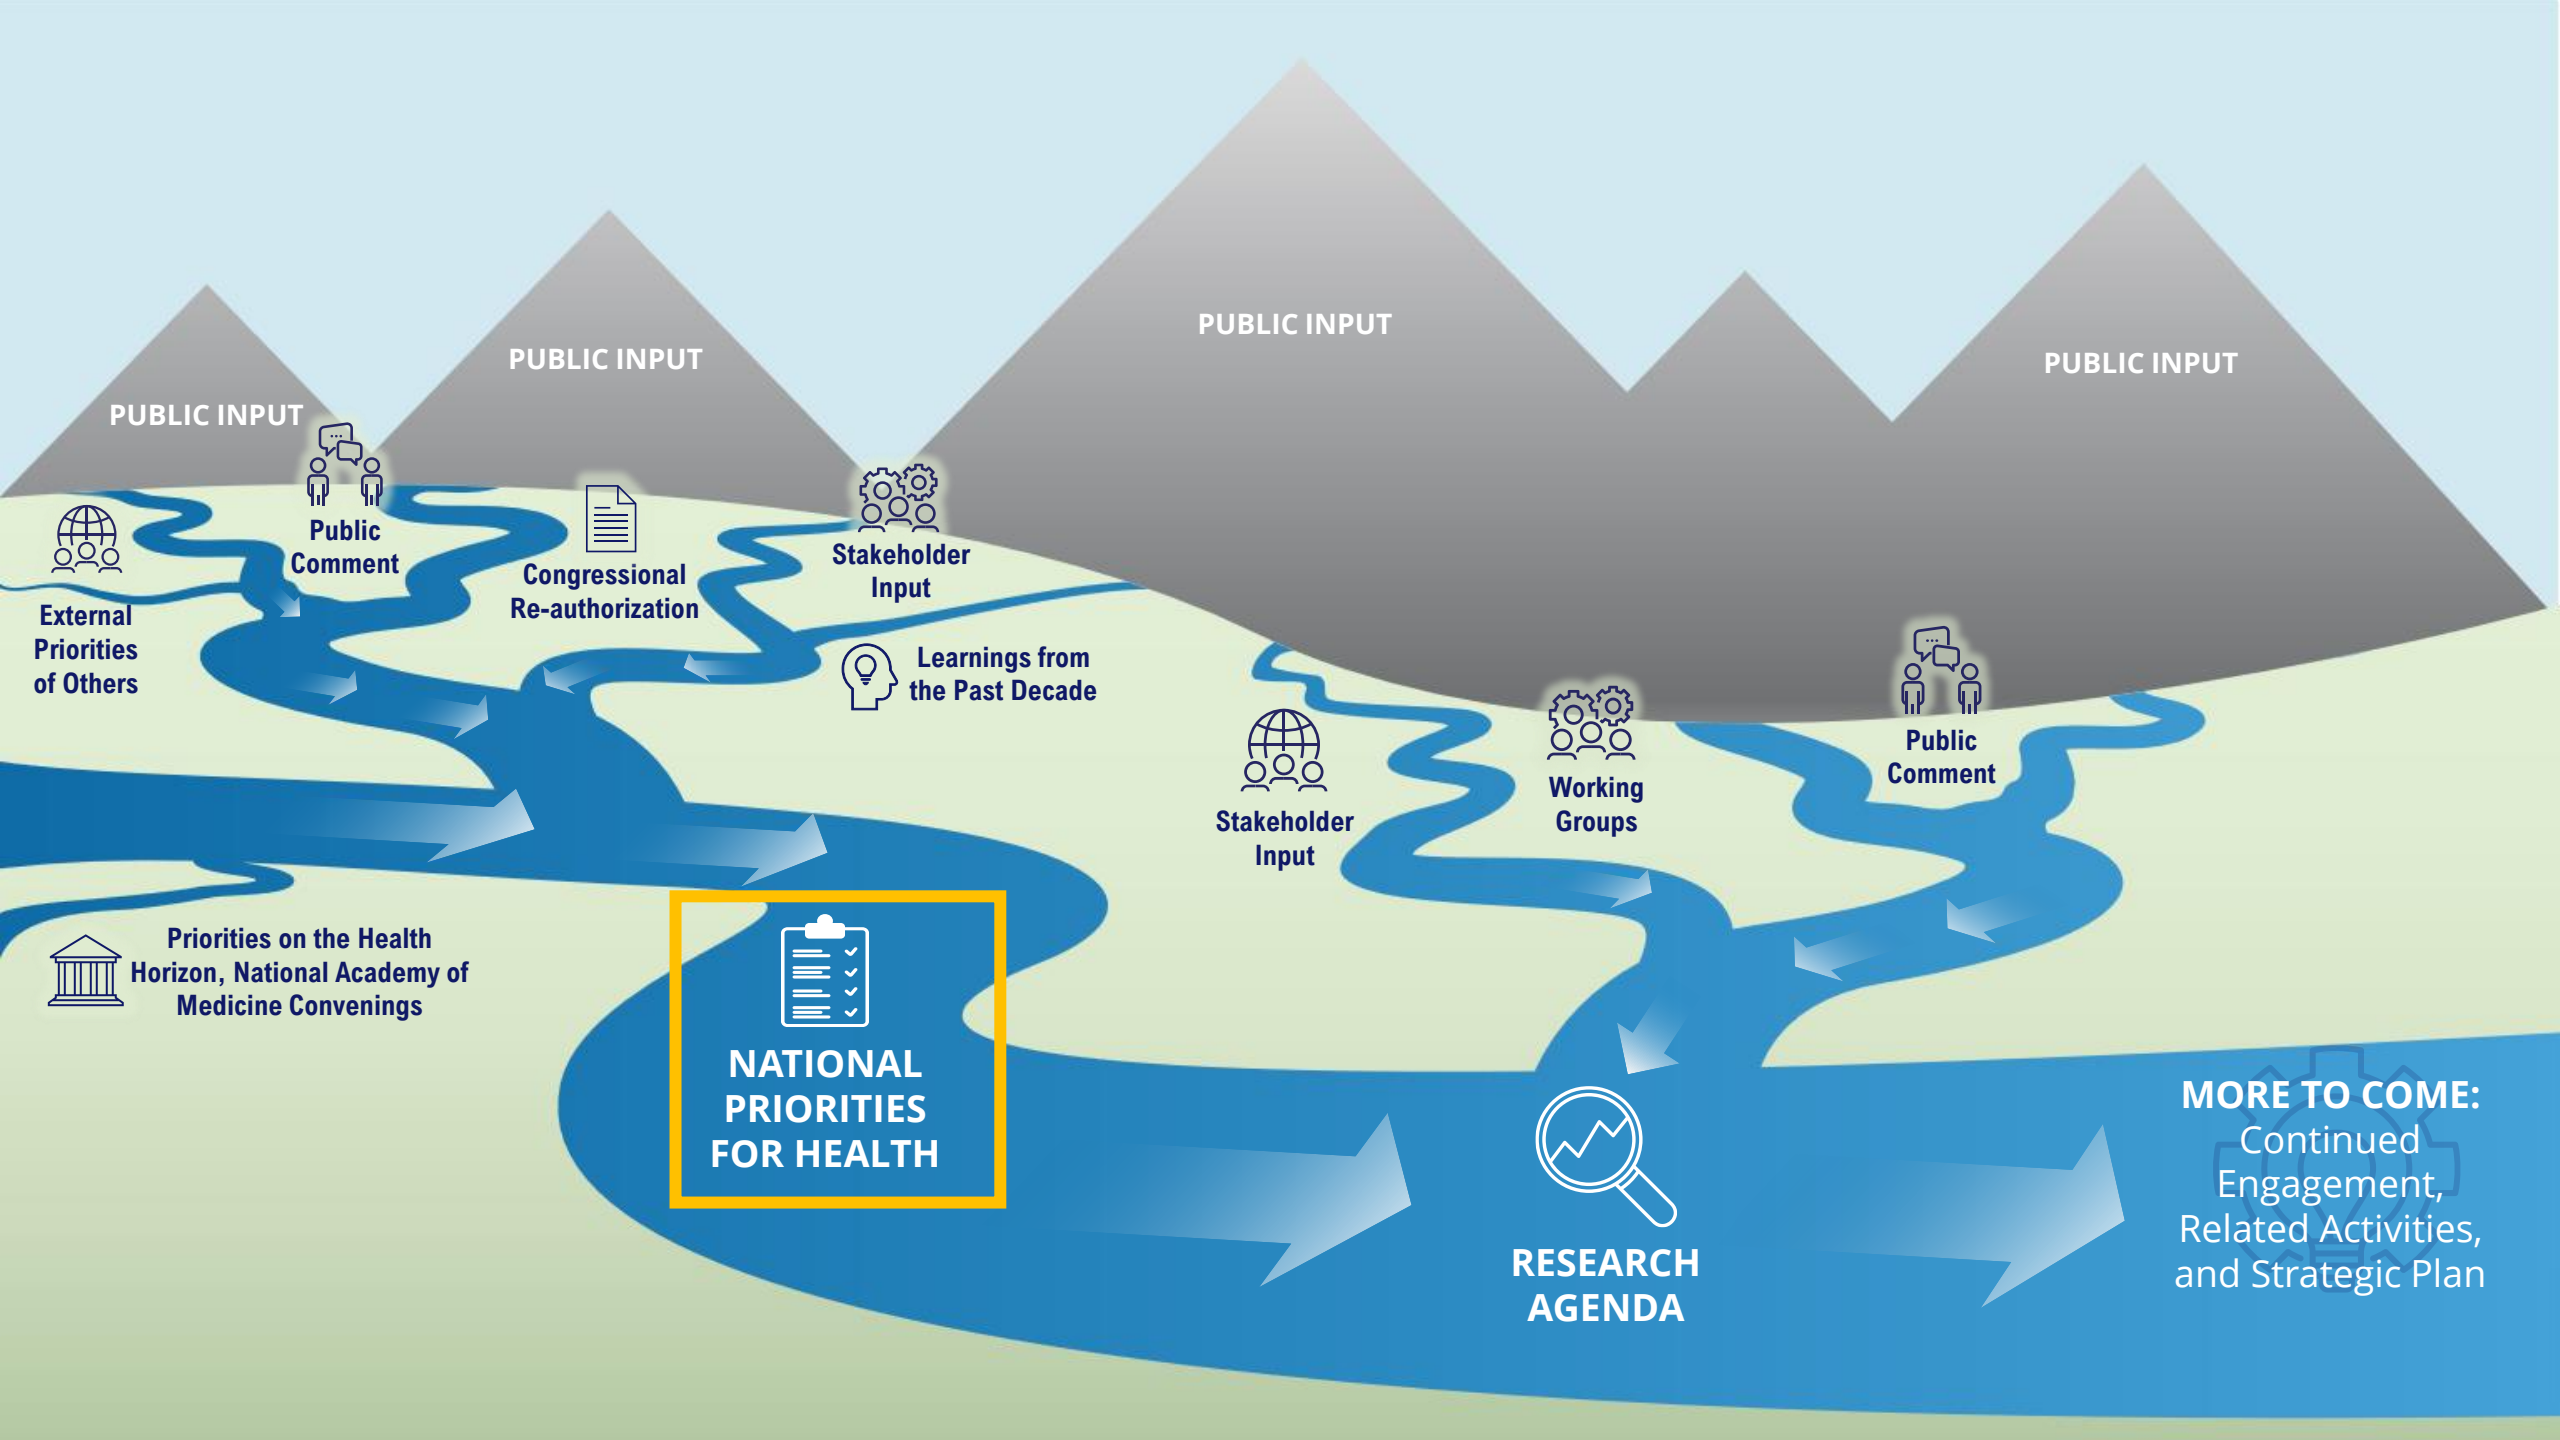 PUBLIC INPUT
PUBLIC INPUT
PUBLIC INPUT
PUBLIC INPUT
Public
Comment
External
Priorities
of Others
Congressional
Re-authorization
Stakeholder
Input
Learnings from
the Past Decade
Priorities on the Health
Horizon, National Academy of
Medicine Convenings
Stakeholder
Input
Working
Groups
Public
Comment
NATIONAL
PRIORITIES
FOR HEALTH
RESEARCH
AGENDA
MORE TO COME:
Continued
Engagement,
Related Activities,
and Strategic Plan